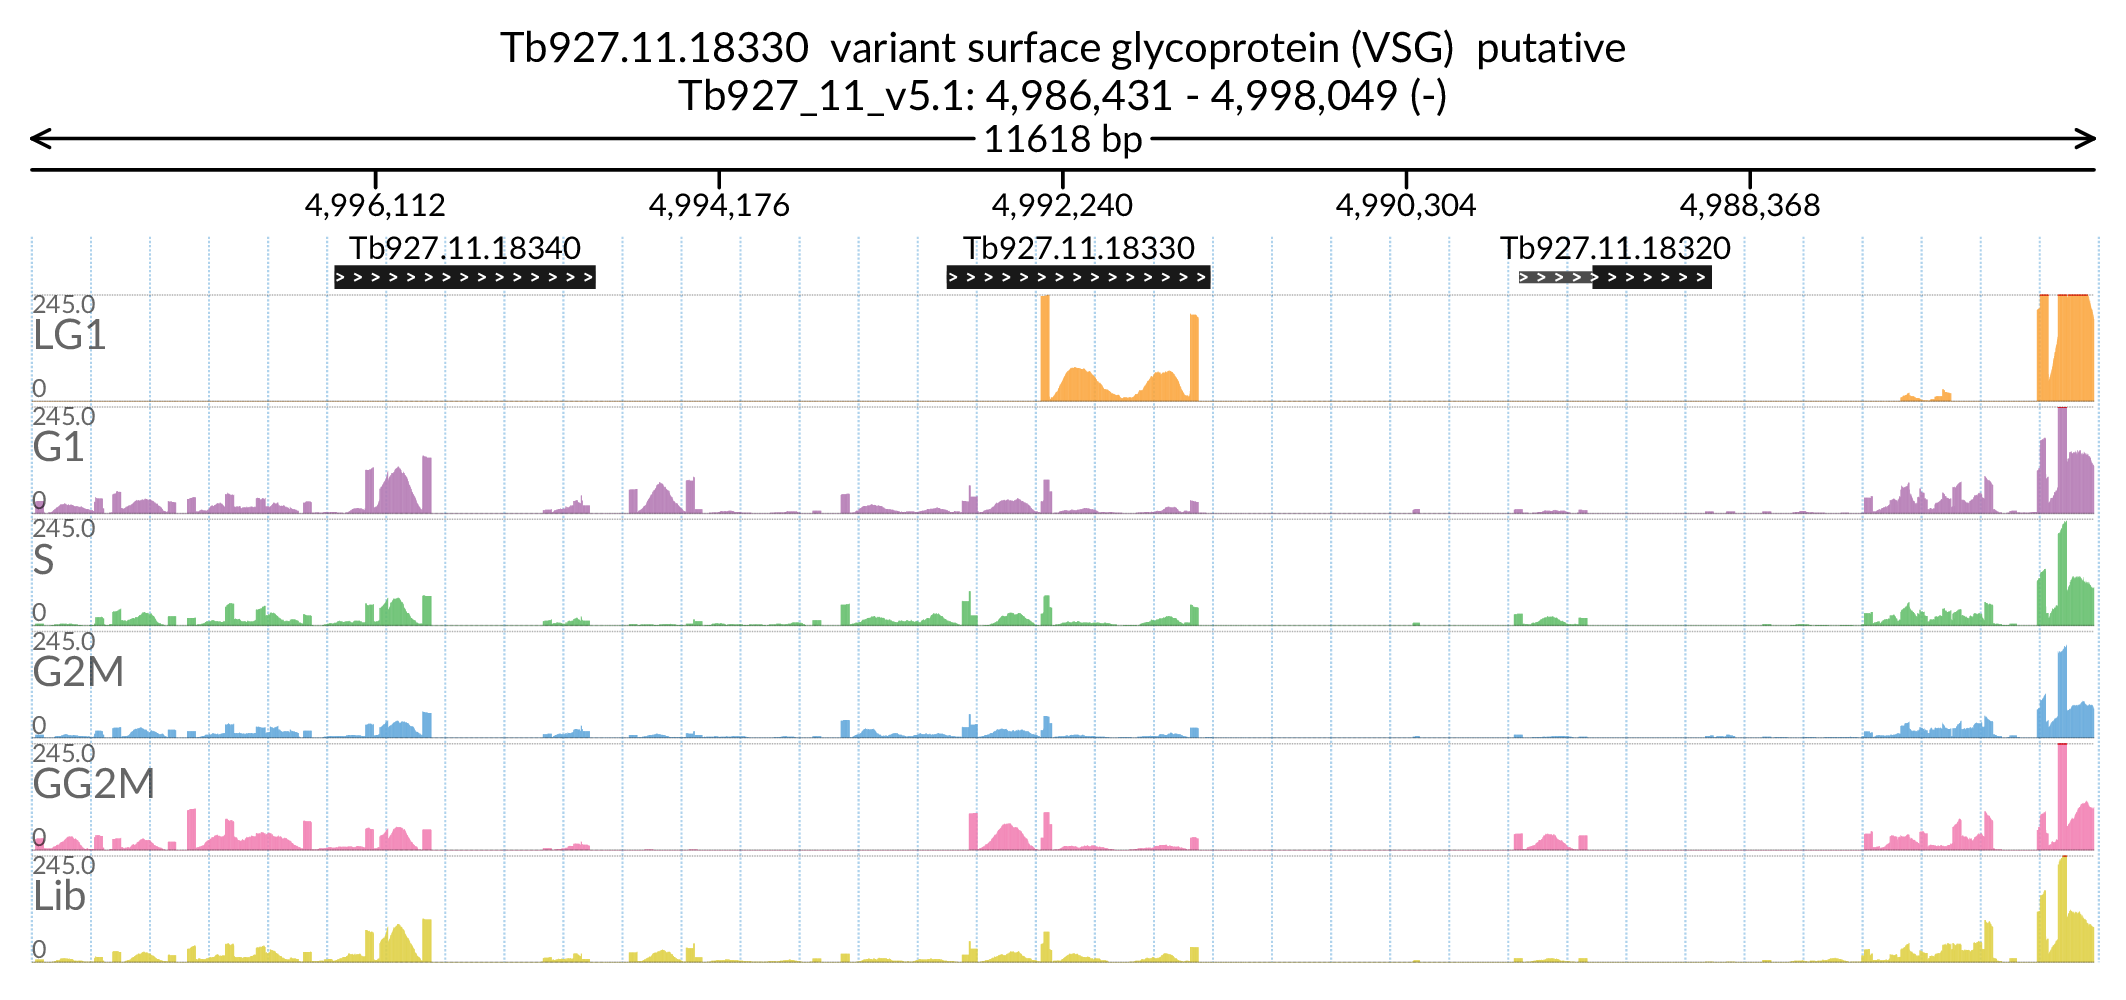 Tb927.11.18330 variant surface glycoprotein (VSG) putative
Tb927_11_v5.1: 4,986,431 - 4,998,049 (-)
11618 bp
4,996,112 4,994,176 4,992,240 4,990,304 4,988,368
Tb927.11.18340 Tb927.11.18330 Tb927.11.18320
245.0
LG1
0
245.0
G1
0
245.0
S
0
245.0
G2M
0
245.0
GG2M
0
245.0
Lib
0